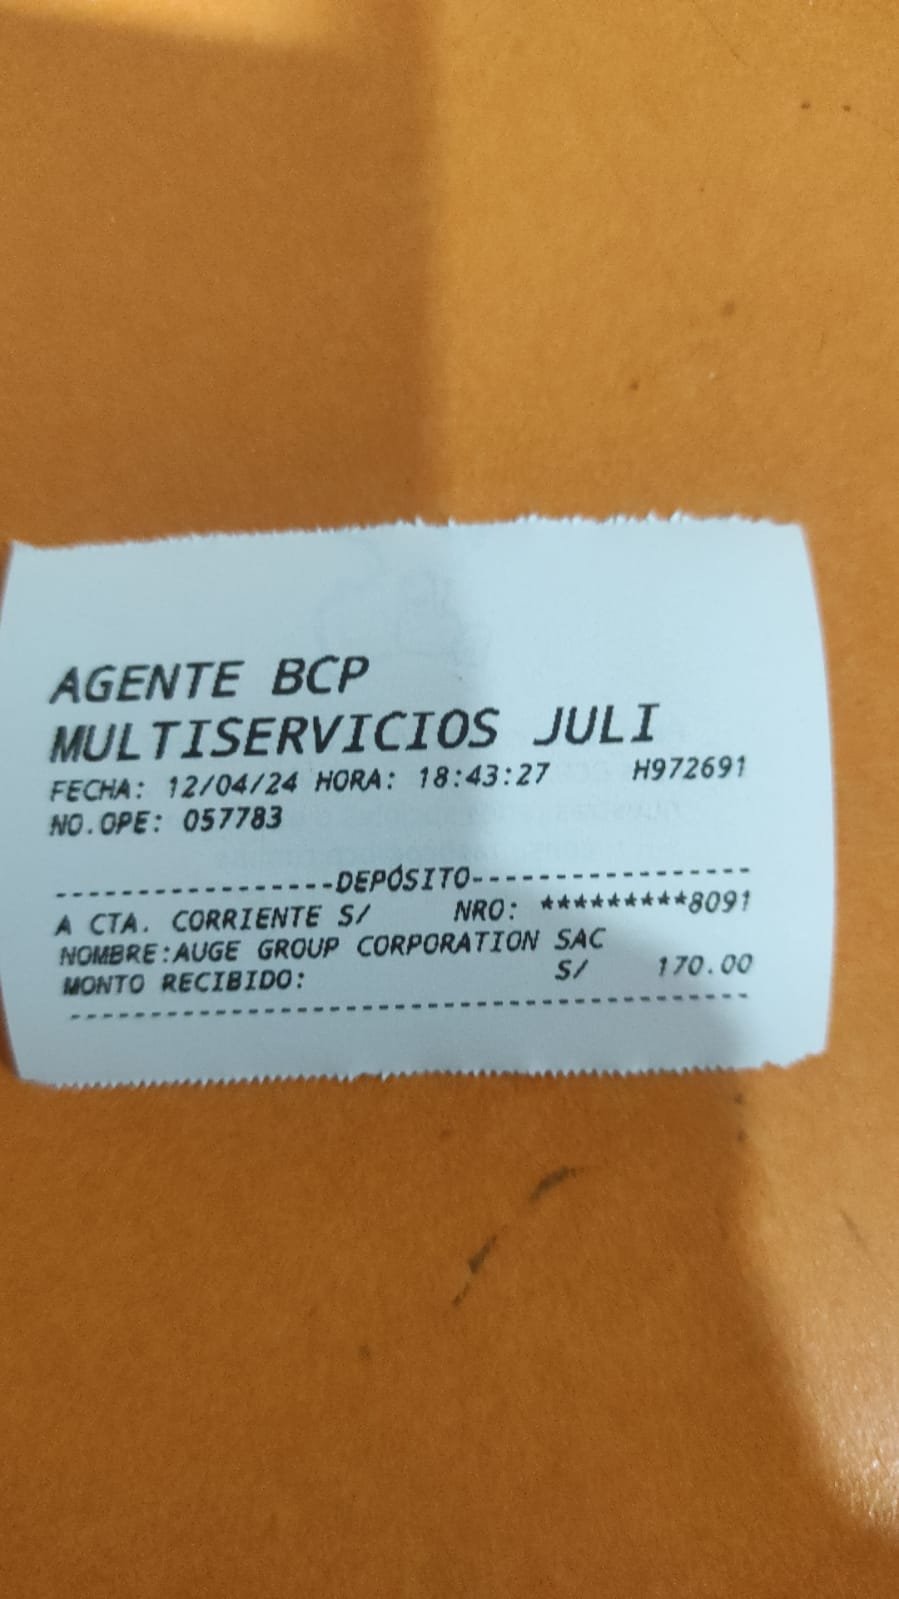 AGENTE BCP
MULTISERVICIOS JULI
FECHA: 12/04/24 HORA: 18:43:27 H972691
NO.OPE: 057783
-----------------DEPÓSITO-----------------
A CTA. CORRIENTE S/ NRO: *********8091
NOMBRE:AUGE GROUP CORPORATION SAC
MONTO RECIBIDO: S/ 170.00
------------------------------------------